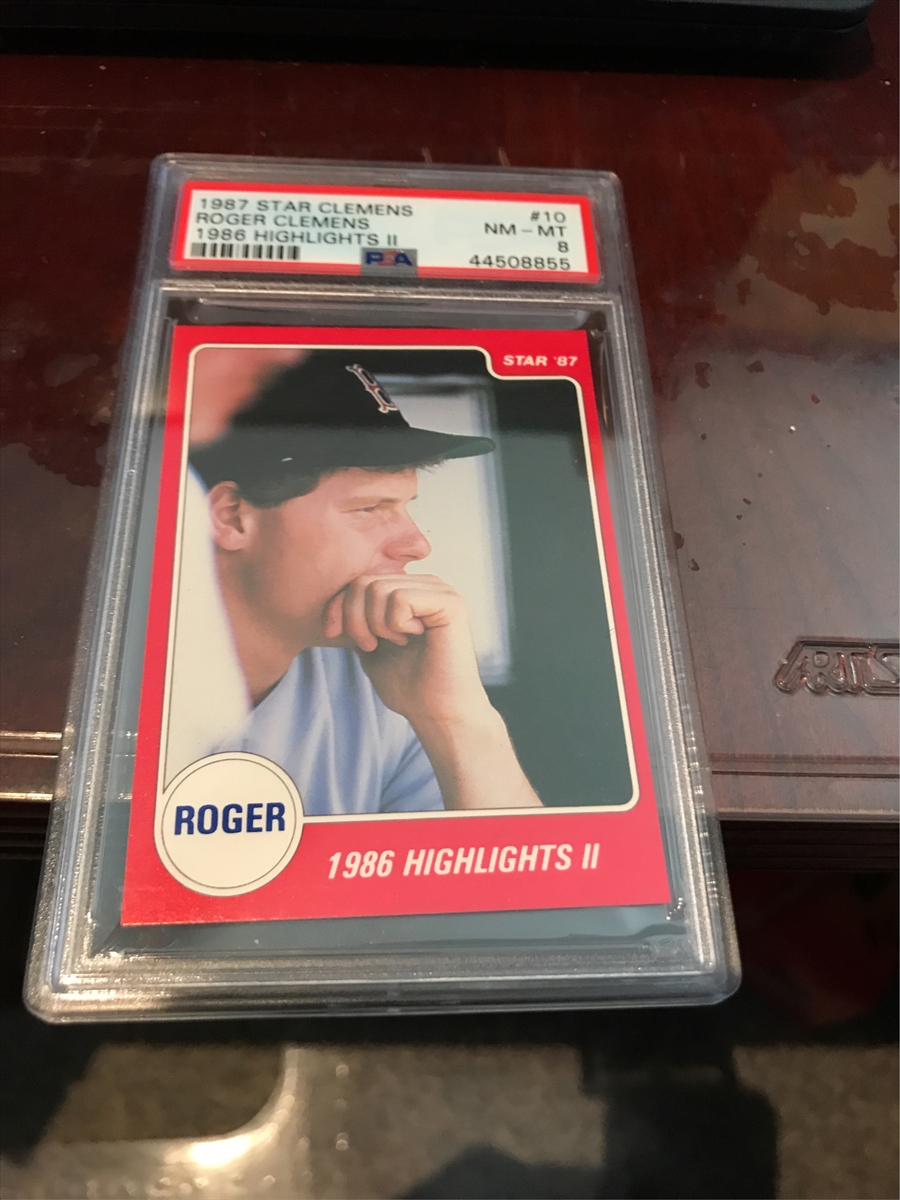 1987 STAR CLEMENS #10
ROGER CLEMENS NM - MT
1986 HIGHLIGHTS II 8
PSA 44508855
STAR '87
B
ROGER
1986 HIGHLIGHTS II